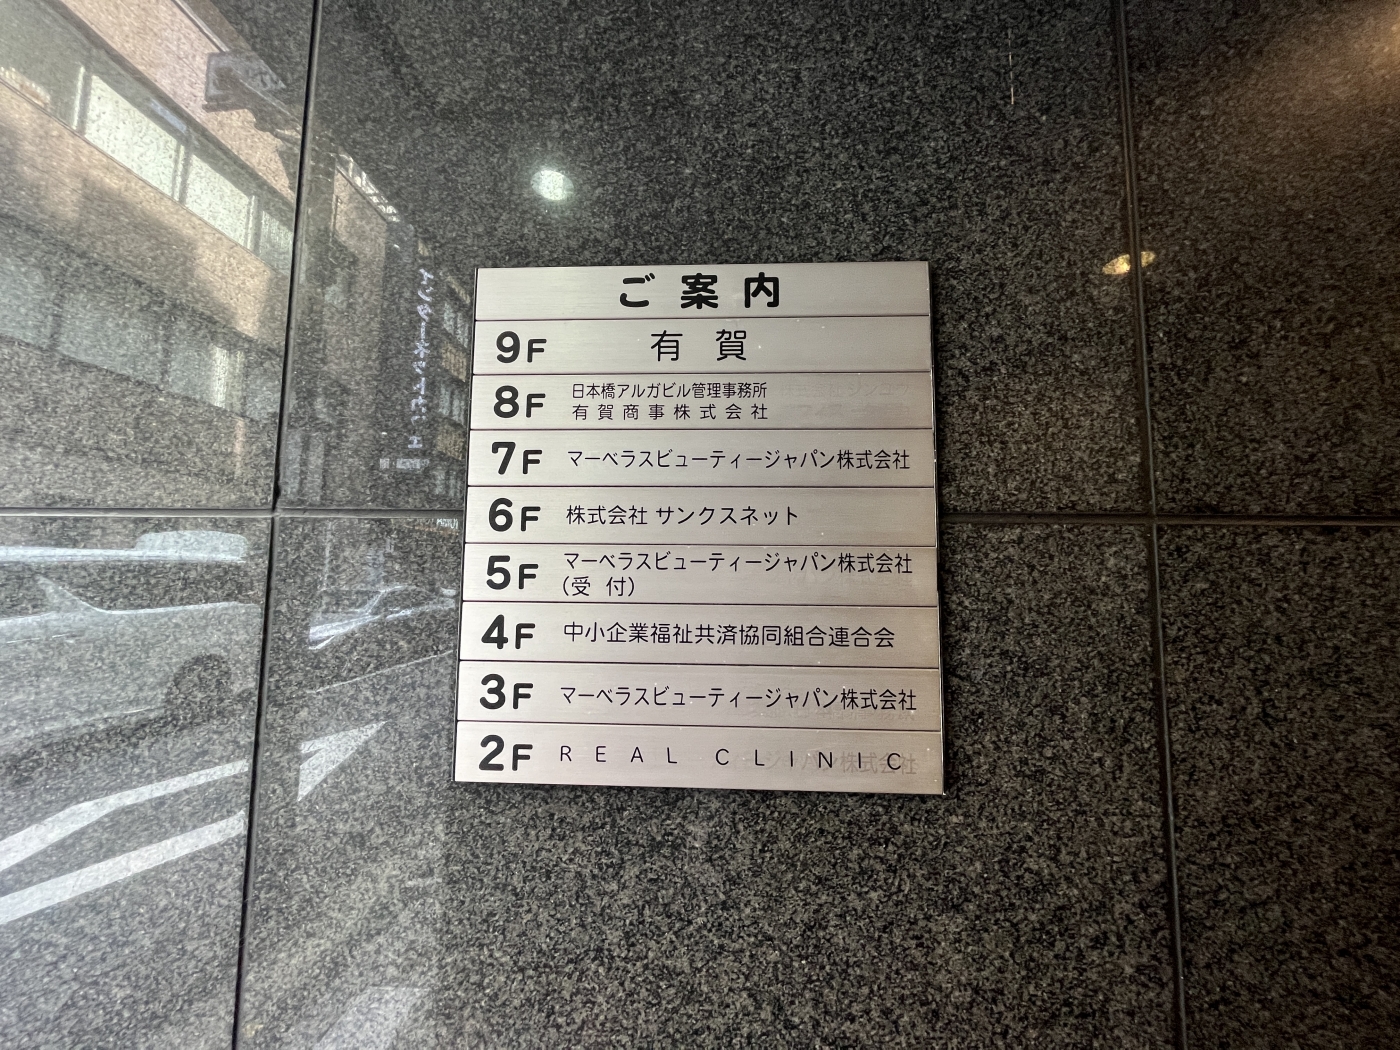 ご案内
9F 有賀
8F 日本橋アルガビル管理事務所
有賀商事株式会社
7F マーベラスビューティージャパン株式会社
6F 株式会社 サンクスネット
5F マーベラスビューティージャパン株式会社
(受 付)
4F 中小企業福祉共済協同組合連合会
3F マーベラスビューティージャパン株式会社
2F REAL CLINIC